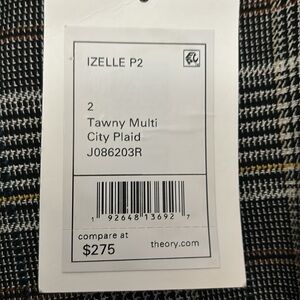 IZELLE P2
2
Tawny Multi
City Plaid
J086203R
1 92648 13692 7
compare at
$275 theory.com